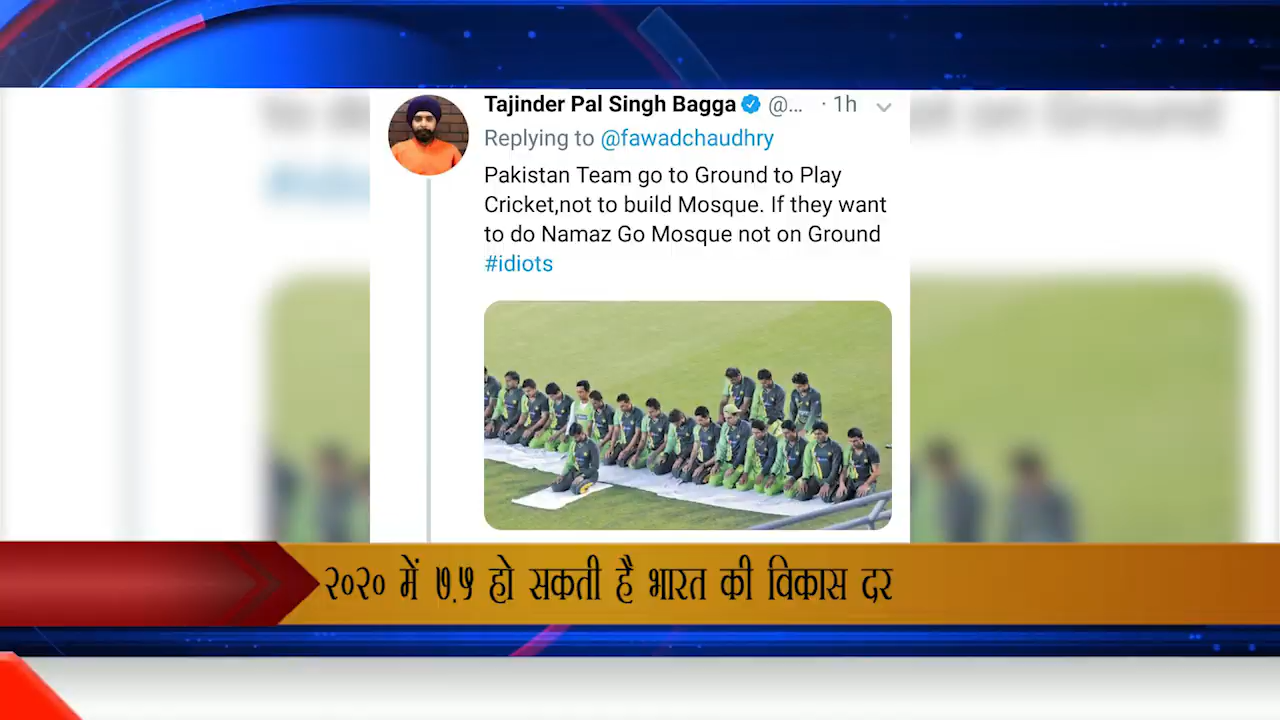 Tajinder Pal Singh Bagga @... · 1h
Replying to @fawadchaudhry
Pakistan Team go to Ground to Play
Cricket,not to build Mosque. If they want
to do Namaz Go Mosque not on Ground
#idiots
२०२० में ७.५ हो सकती है भारत की विकास दर